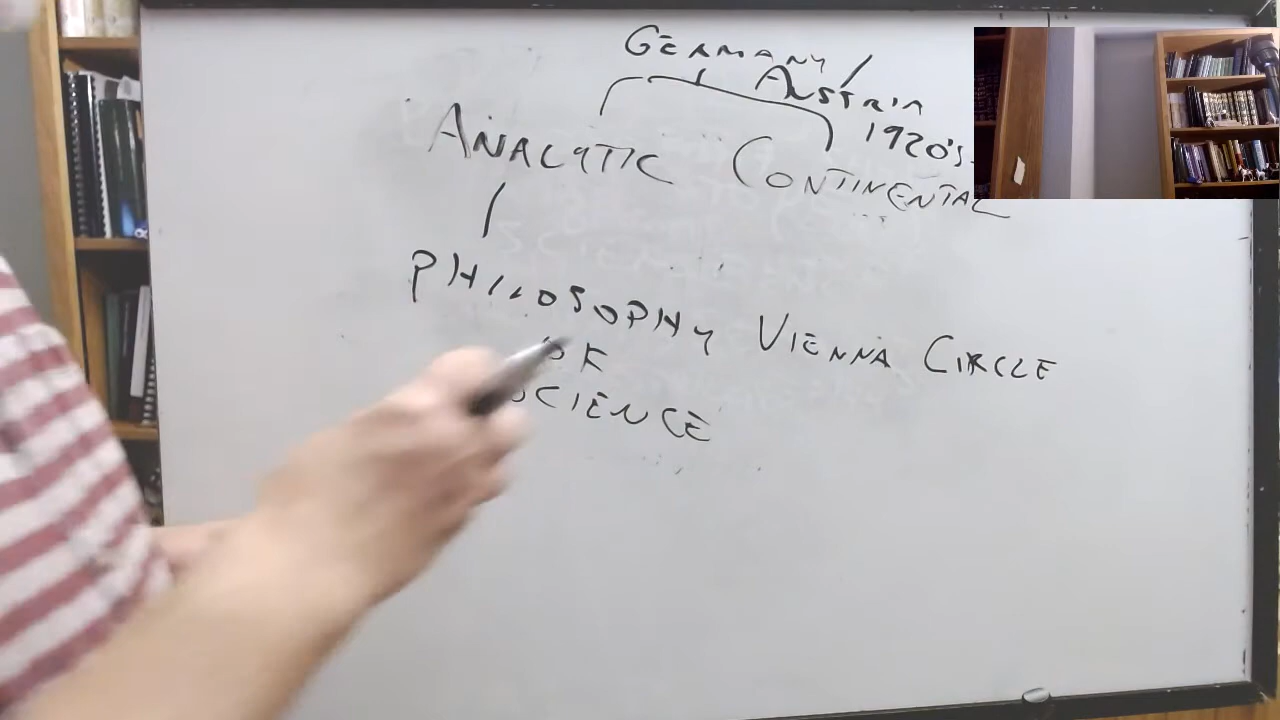 GERMANY/
AUSTRIA
1920's
ANALYTIC CONTINENTAL
PHILOSOPHY VIENNA CIRCLE
OF
SCIENCE